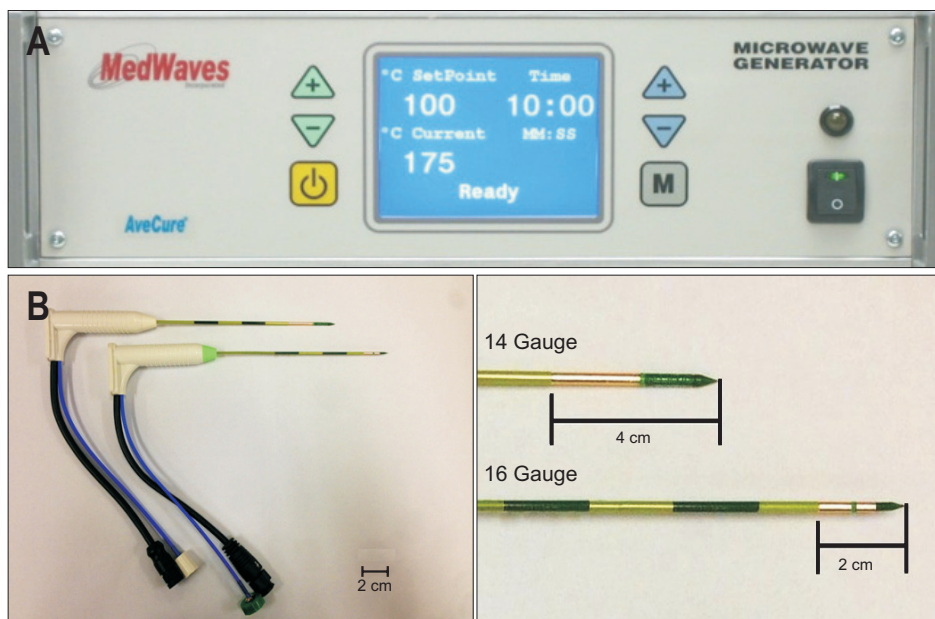 A
MedWaves
Incorporated
°C SetPoint Time
100 10:00
°C Current MM:SS
175
Ready
MICROWAVE
GENERATOR
M
AveCure®
B
2 cm
14 Gauge
4 cm
16 Gauge
2 cm